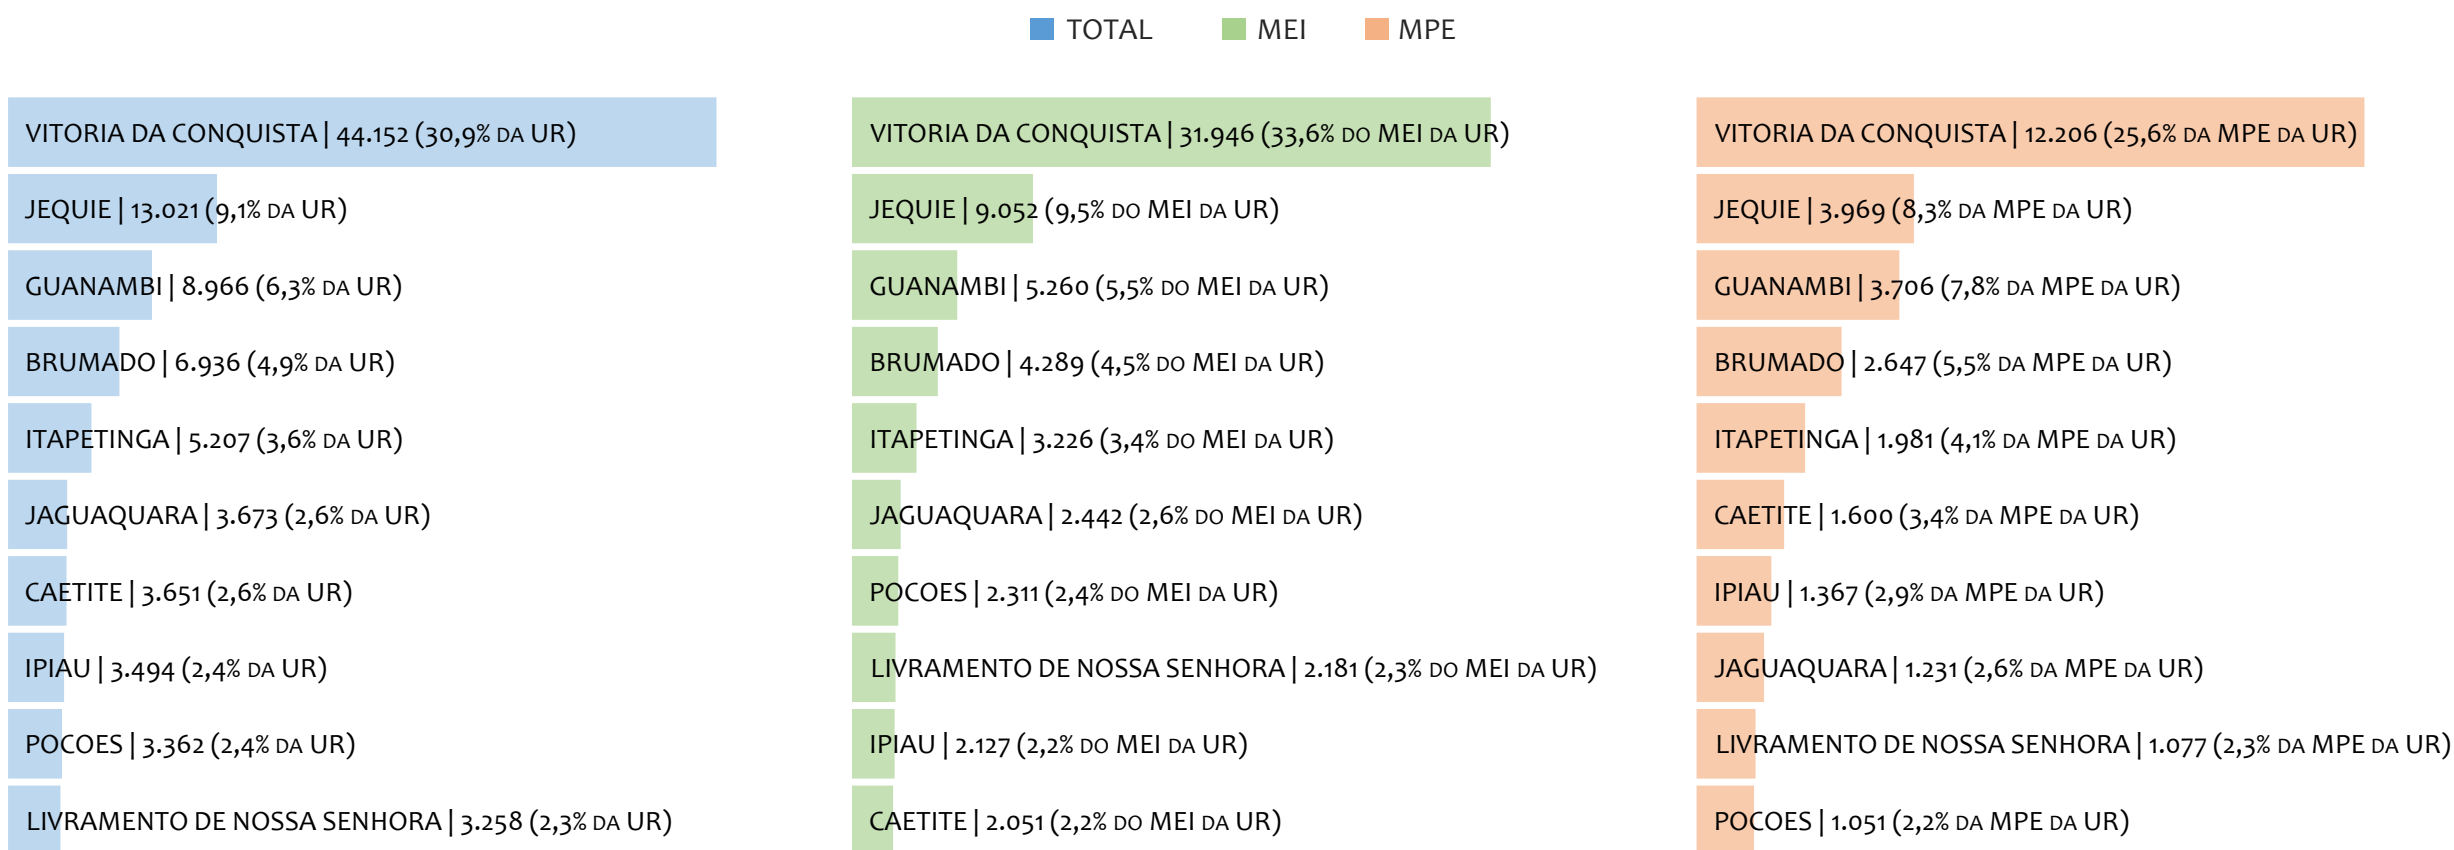 TOTAL MEI MPE
VITORIA DA CONQUISTA | 44.152 (30,9% DA UR)
JEQUIE | 13.021 (9,1% DA UR)
GUANAMBI | 8.966 (6,3% DA UR)
BRUMADO | 6.936 (4,9% DA UR)
ITAPETINGA | 5.207 (3,6% DA UR)
JAGUAQUARA | 3.673 (2,6% DA UR)
CAETITE | 3.651 (2,6% DA UR)
IPIAU | 3.494 (2,4% DA UR)
POCOES | 3.362 (2,4% DA UR)
LIVRAMENTO DE NOSSA SENHORA | 3.258 (2,3% DA UR)
VITORIA DA CONQUISTA | 31.946 (33,6% DO MEI DA UR)
JEQUIE | 9.052 (9,5% DO MEI DA UR)
GUANAMBI | 5.260 (5,5% DO MEI DA UR)
BRUMADO | 4.289 (4,5% DO MEI DA UR)
ITAPETINGA | 3.226 (3,4% DO MEI DA UR)
JAGUAQUARA | 2.442 (2,6% DO MEI DA UR)
POCOES | 2.311 (2,4% DO MEI DA UR)
LIVRAMENTO DE NOSSA SENHORA | 2.181 (2,3% DO MEI DA UR)
IPIAU | 2.127 (2,2% DO MEI DA UR)
CAETITE | 2.051 (2,2% DO MEI DA UR)
VITORIA DA CONQUISTA | 12.206 (25,6% DA MPE DA UR)
JEQUIE | 3.969 (8,3% DA MPE DA UR)
GUANAMBI | 3.706 (7,8% DA MPE DA UR)
BRUMADO | 2.647 (5,5% DA MPE DA UR)
ITAPETINGA | 1.981 (4,1% DA MPE DA UR)
CAETITE | 1.600 (3,4% DA MPE DA UR)
IPIAU | 1.367 (2,9% DA MPE DA UR)
JAGUAQUARA | 1.231 (2,6% DA MPE DA UR)
LIVRAMENTO DE NOSSA SENHORA | 1.077 (2,3% DA MPE DA UR)
POCOES | 1.051 (2,2% DA MPE DA UR)